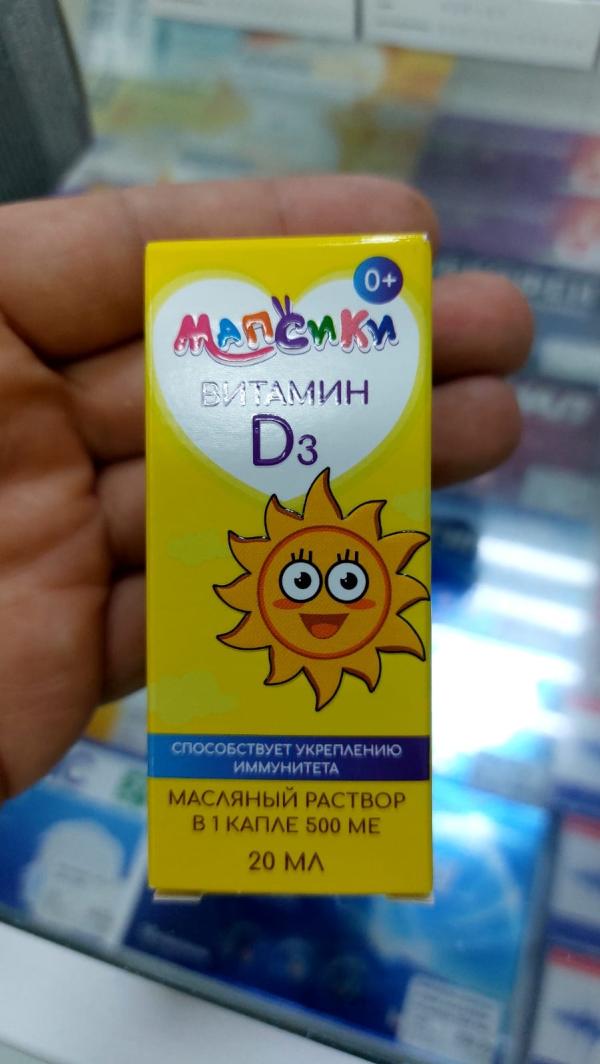 0+
МАПСИКИ
ВИТАМИН
D3
СПОСОБСТВУЕТ УКРЕПЛЕНИЮ
ИММУНИТЕТА
МАСЛЯНЫЙ РАСТВОР
В 1 КАПЛЕ 500 МЕ
20 МЛ